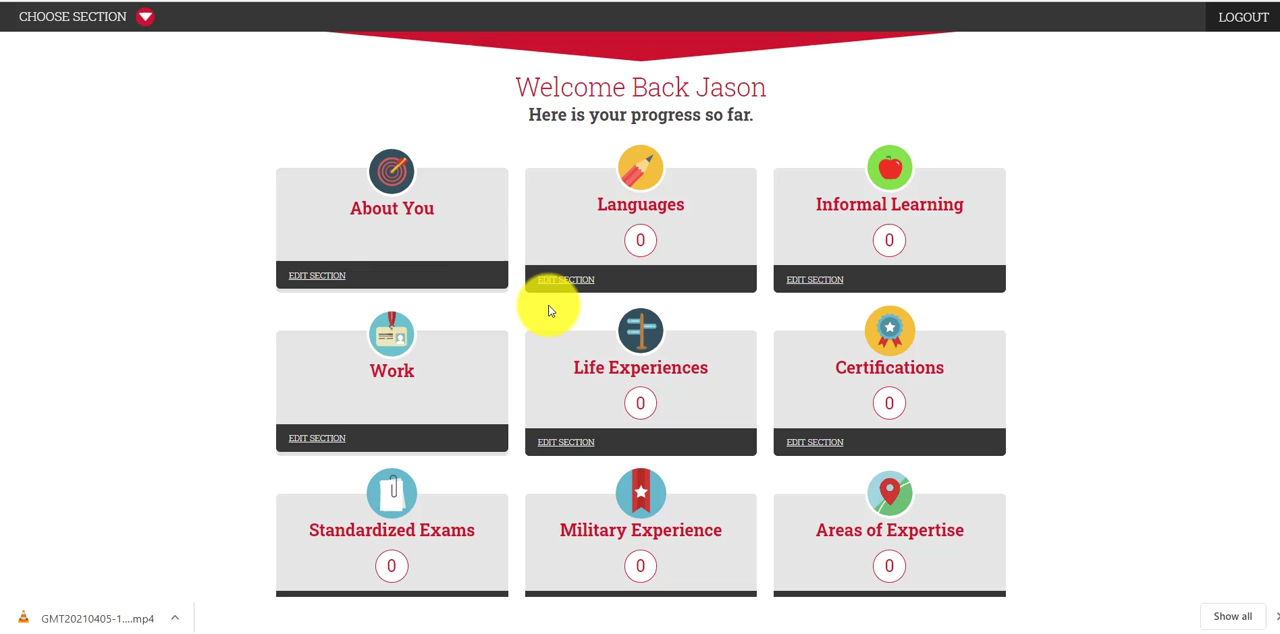 CHOOSE SECTION
LOGOUT
Welcome Back Jason
Here is your progress so far.
About You
Languages
Informal Learning
0
0
EDIT SECTION
EDIT SECTION
EDIT SECTION
Work
Life Experiences
Certifications
0
0
EDIT SECTION
EDIT SECTION
EDIT SECTION
Standardized Exams
Military Experience
Areas of Expertise
0
0
0
GMT20210405-1....mp4
Show all